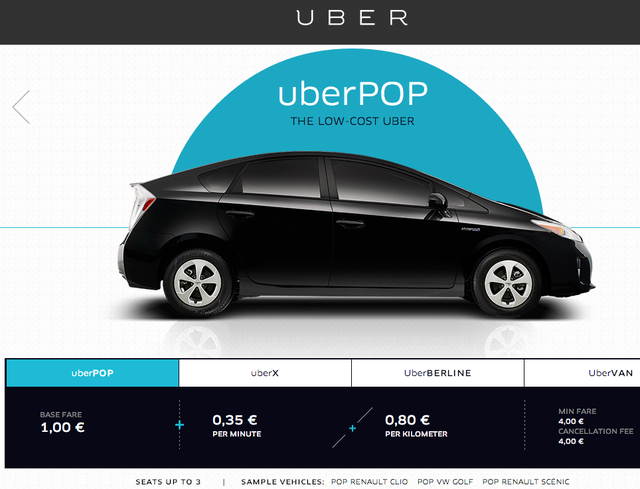 UBER
uberPOP
THE LOW-COST UBER
HYBRID
uberPOP
uberX
UberBERLINE
UberVAN
BASE FARE
1,00 €
+
0,35 €
PER MINUTE
+
0,80 €
PER KILOMETER
MIN FARE
4,00 €
CANCELLATION FEE
4,00 €
SEATS UP TO 3 | SAMPLE VEHICLES: POP RENAULT CLIO POP VW GOLF POP RENAULT SCÉNIC